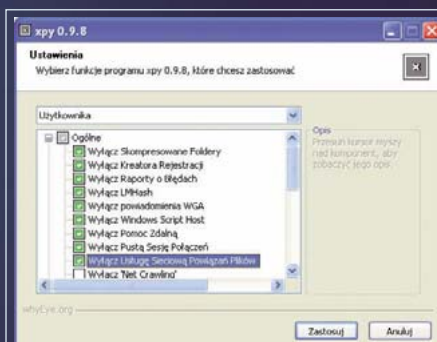 xpy 0.9.8
Ustawienia
Wybierz funkcje programu xpy 0.9.8, które chcesz zastosować
Użytkownika
Ogólne
Wyłącz Skompresowane Foldery
Wyłącz Kreatora Rejestracji
Wyłącz Raporty o Błędach
Wyłącz LMHash
Wyłącz powiadomienia WGA
Wyłącz Windows Script Host
Wyłącz Pomoc Zdalną
Wyłącz Pustą Sesję Połączeń
Wyłącz Usługę Sieciową Powiązań Plików
Wyłącz 'Net Crawling'
Opis
Przesuń kursor myszy
nad komponent, aby
zobaczyć jego opis.
whyEye.org
Zastosuj
Anuluj